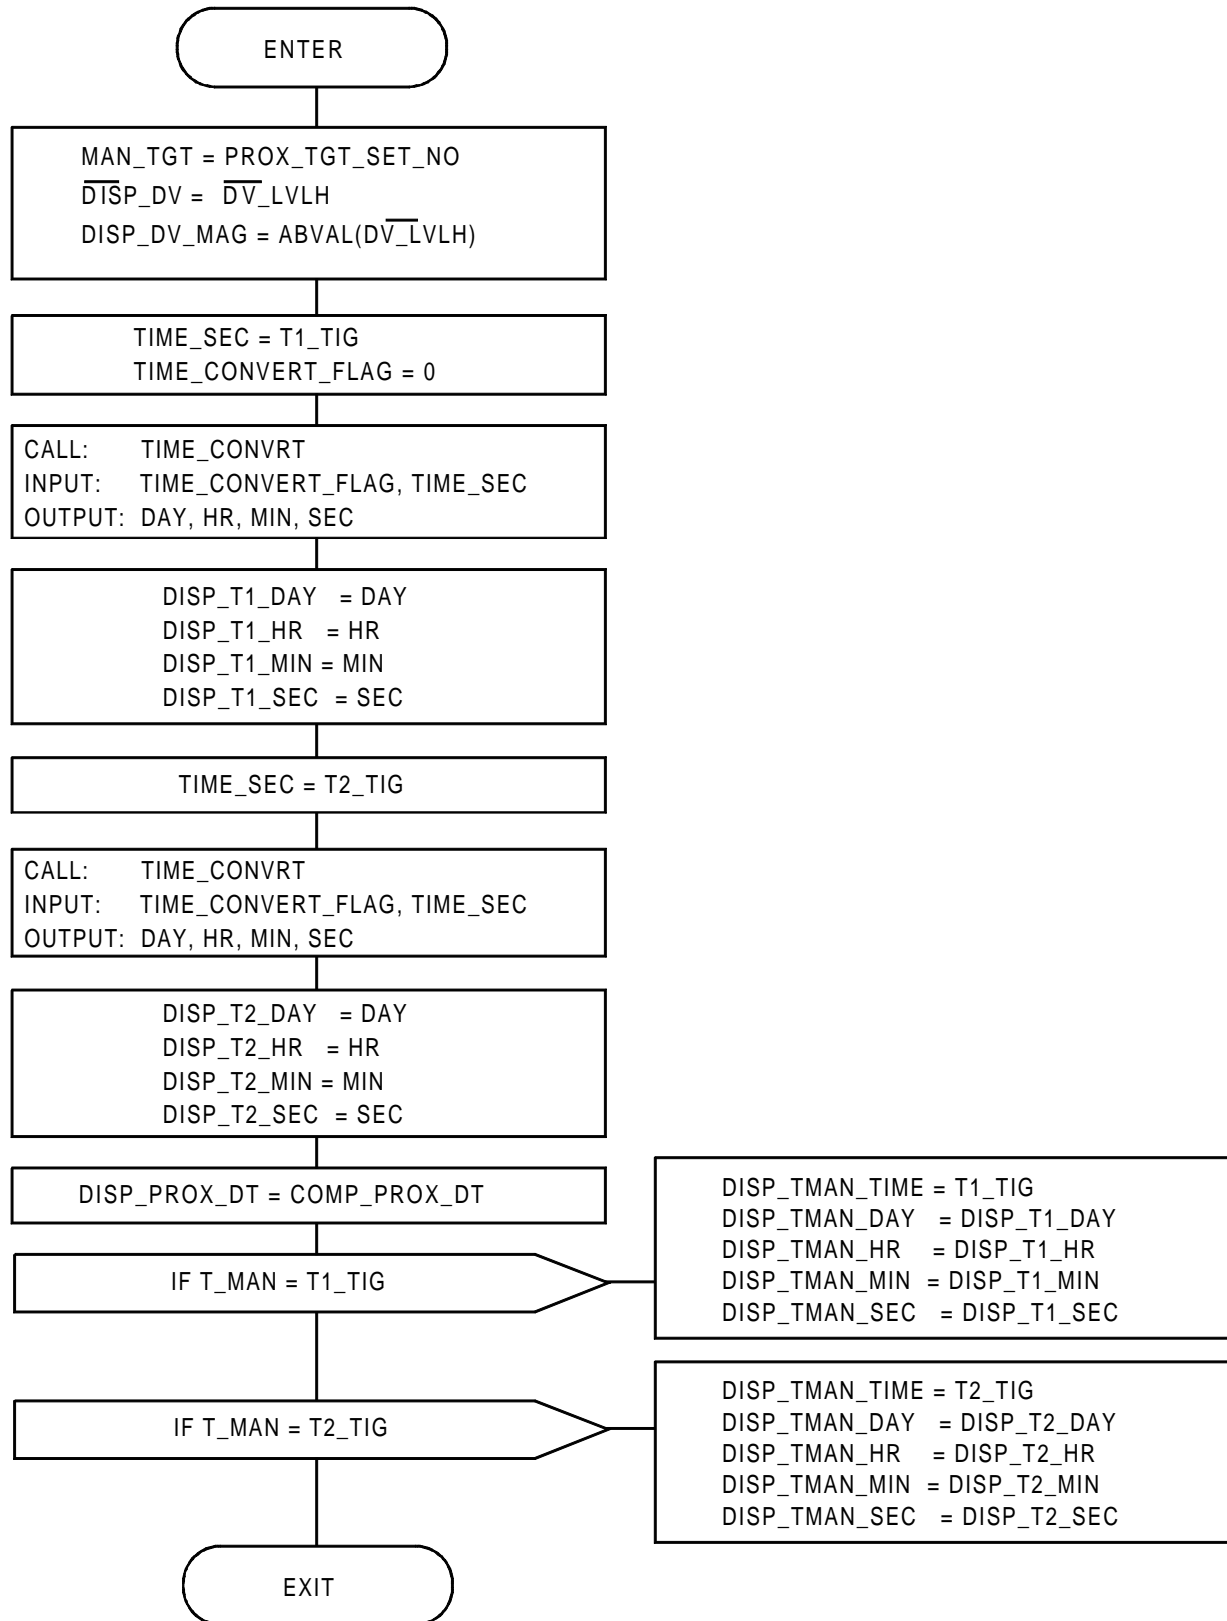 ENTER
MAN_TGT = PROX_TGT_SET_NO
DISP_DV = DV_LVLH
DISP_DV_MAG = ABVAL(DV_LVLH)
TIME_SEC = T1_TIG
TIME_CONVERT_FLAG = 0
CALL: TIME_CONVRT
INPUT: TIME_CONVERT_FLAG, TIME_SEC
OUTPUT: DAY, HR, MIN, SEC
DISP_T1_DAY = DAY
DISP_T1_HR = HR
DISP_T1_MIN = MIN
DISP_T1_SEC = SEC
TIME_SEC = T2_TIG
CALL: TIME_CONVRT
INPUT: TIME_CONVERT_FLAG, TIME_SEC
OUTPUT: DAY, HR, MIN, SEC
DISP_T2_DAY = DAY
DISP_T2_HR = HR
DISP_T2_MIN = MIN
DISP_T2_SEC = SEC
DISP_PROX_DT = COMP_PROX_DT
IF T_MAN = T1_TIG
DISP_TMAN_TIME = T1_TIG
DISP_TMAN_DAY = DISP_T1_DAY
DISP_TMAN_HR = DISP_T1_HR
DISP_TMAN_MIN = DISP_T1_MIN
DISP_TMAN_SEC = DISP_T1_SEC
IF T_MAN = T2_TIG
DISP_TMAN_TIME = T2_TIG
DISP_TMAN_DAY = DISP_T2_DAY
DISP_TMAN_HR = DISP_T2_HR
DISP_TMAN_MIN = DISP_T2_MIN
DISP_TMAN_SEC = DISP_T2_SEC
EXIT